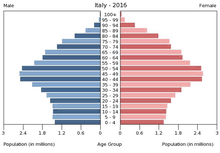 Male
Italy - 2016
Female
100+
95 - 99
90 - 94
85 - 89
80 - 84
75 - 79
70 - 74
65 - 69
60 - 64
55 - 59
50 - 54
45 - 49
40 - 44
35 - 39
30 - 34
25 - 29
20 - 24
15 - 19
10 - 14
5 - 9
0 - 4
3 2.4 1.8 1.2 0.6 0 0 0.6 1.2 1.8 2.4 3
Population (in millions)
Age Group
Population (in millions)